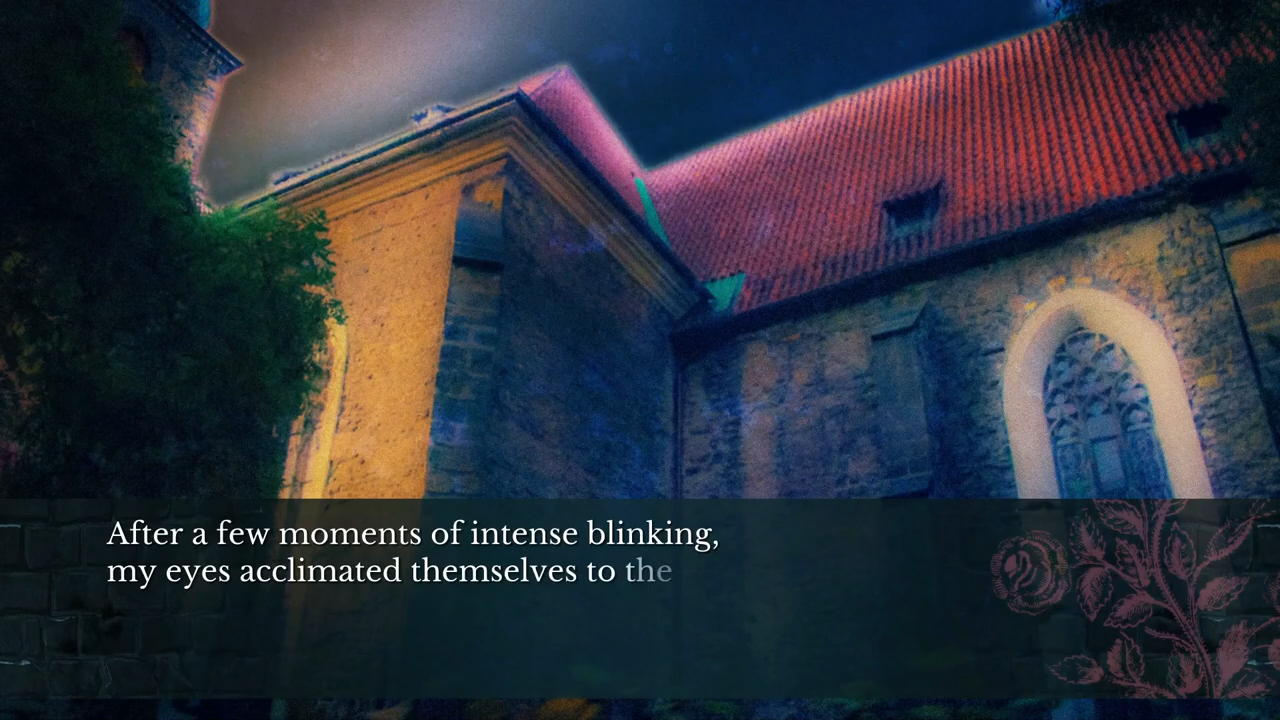 After a few moments of intense blinking,
my eyes acclimated themselves to the